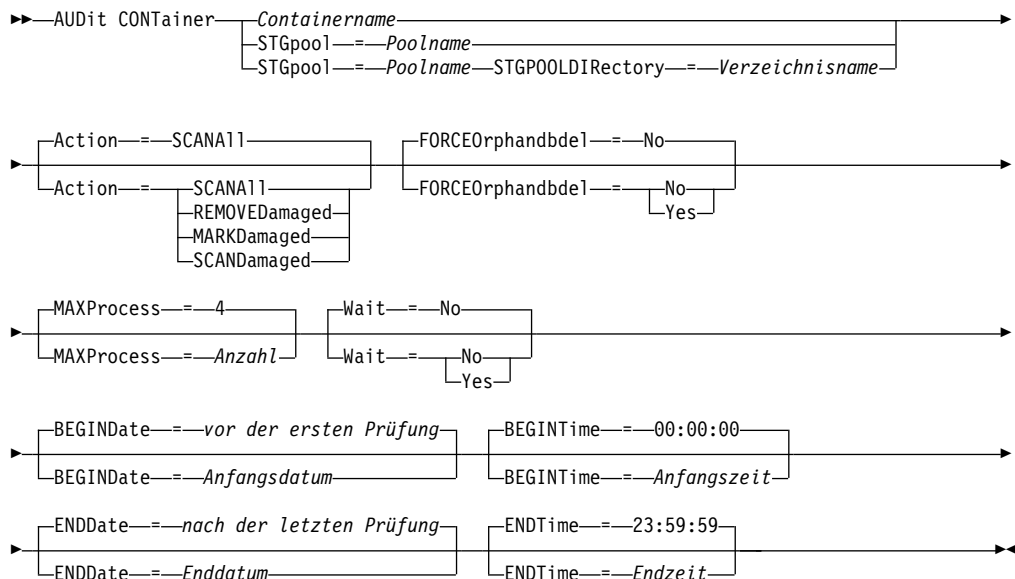 AUDit CONTainer Containername
STGpool = Poolname
STGpool = Poolname STGPOOLDIRectory = Verzeichnisname
Action = SCANAll FORCEOrphandbdel = No
Action = SCANAll FORCEOrphandbdel = No
REMOVEDamaged Yes
MARKDamaged
SCANDamaged
MAXProcess = 4 Wait = No
MAXProcess = Anzahl Wait = No
Yes
BEGINDate = vor der ersten Prüfung BEGINTime = 00:00:00
BEGINDate = Anfangsdatum BEGINTime = Anfangszeit
ENDDate = nach der letzten Prüfung ENDTime = 23:59:59
ENDDate = Enddatum ENDTime = Endzeit